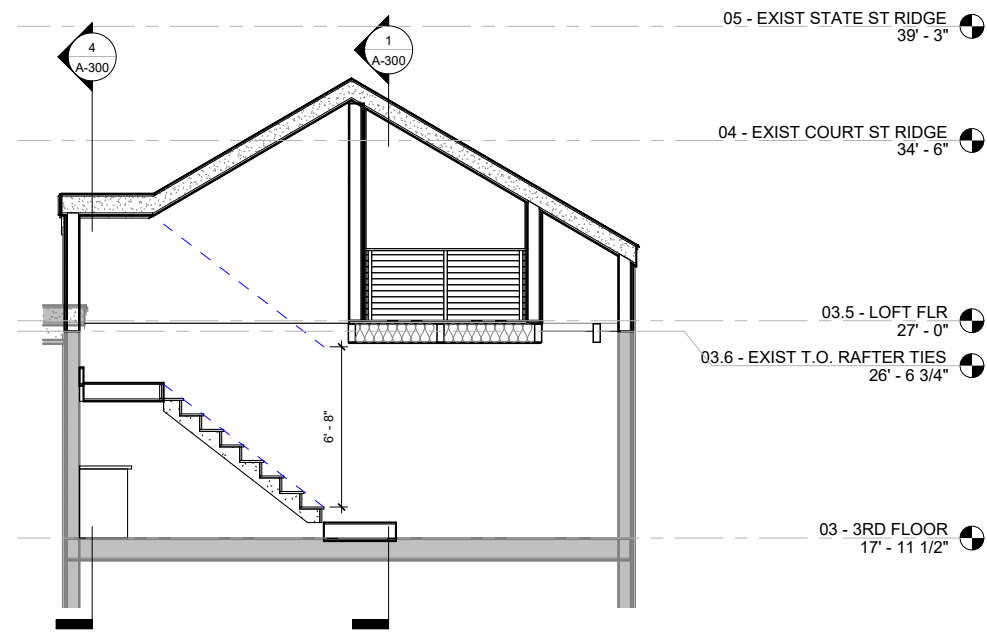 05 - EXIST STATE ST RIDGE
39' - 3"
4
A-300
1
A-300
04 - EXIST COURT ST RIDGE
34' - 6"
03.5 - LOFT FLR
27' - 0"
03.6 - EXIST T.O. RAFTER TIES
26' - 6 3/4"
6' - 8"
03 - 3RD FLOOR
17' - 11 1/2"